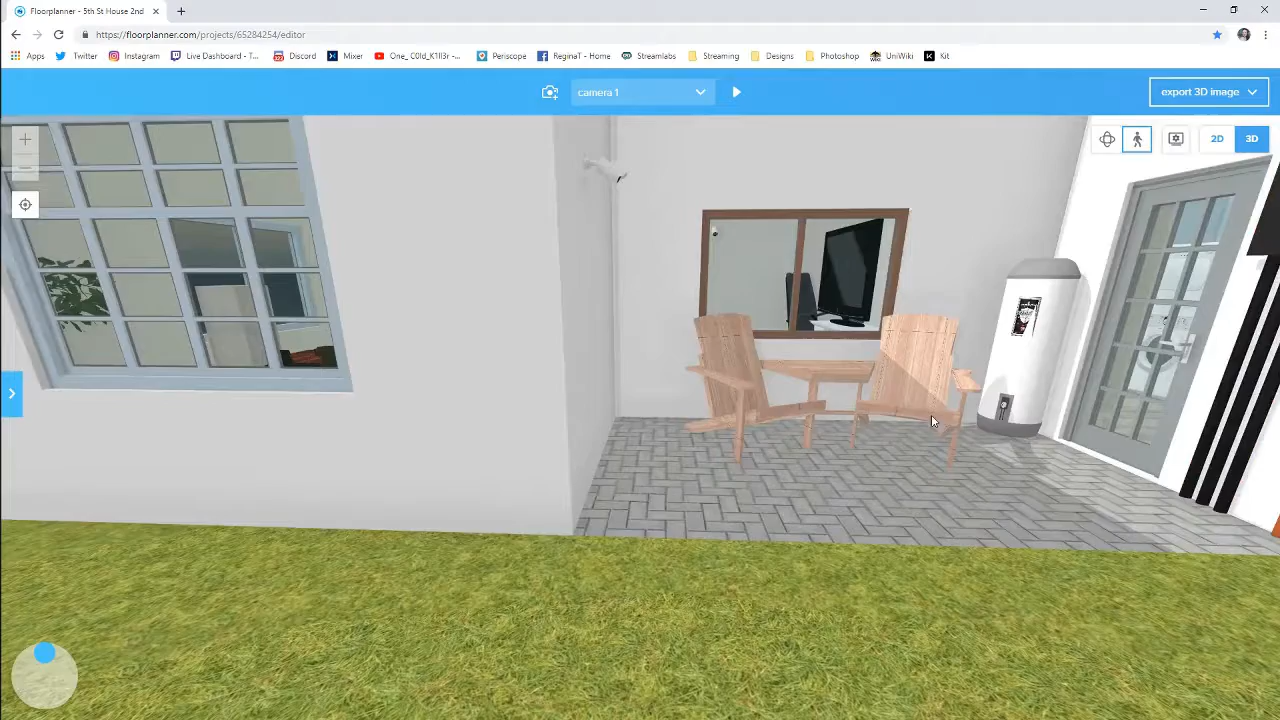 Floorplanner - 5th St House 2nd
https://floorplanner.com/projects/65284254/editor
Apps Twitter Instagram Live Dashboard - T... Discord Mixer One_C0ld_K1ll3r -... Periscope ReginaT - Home Streamlabs Streaming Designs Photoshop UniWiki Kit
camera 1
export 3D image
2D 3D